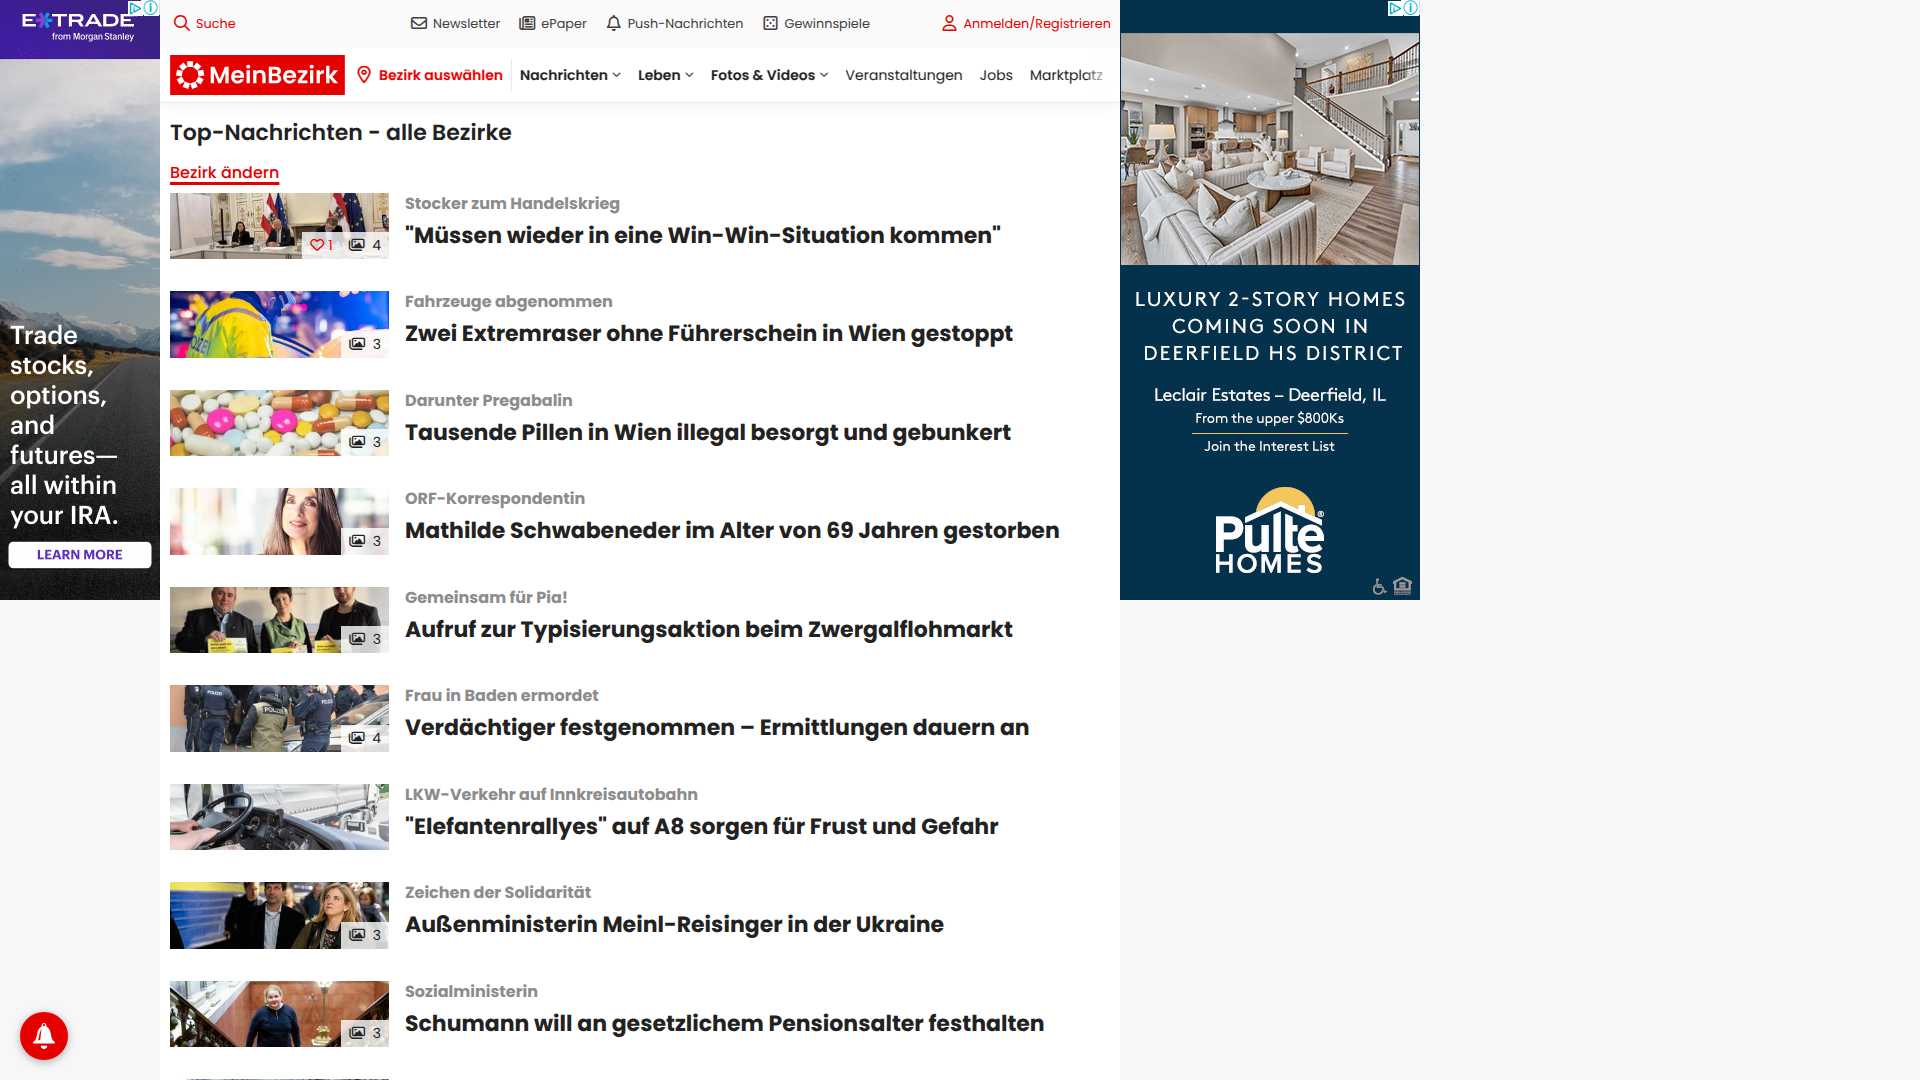 E*TRADE
from Morgan Stanley
Trade
stocks,
options,
and
futures—
all within
your IRA.
LEARN MORE
Suche
Newsletter
ePaper
Push-Nachrichten
Gewinnspiele
Anmelden/Registrieren
MeinBezirk
Bezirk auswählen
Nachrichten
Leben
Fotos & Videos
Veranstaltungen
Jobs
Marktplatz
Top-Nachrichten - alle Bezirke
Bezirk ändern
1
4
Stocker zum Handelskrieg
"Müssen wieder in eine Win-Win-Situation kommen"
3
Fahrzeuge abgenommen
Zwei Extremraser ohne Führerschein in Wien gestoppt
3
Darunter Pregabalin
Tausende Pillen in Wien illegal besorgt und gebunkert
3
ORF-Korrespondentin
Mathilde Schwabeneder im Alter von 69 Jahren gestorben
3
Gemeinsam für Pia!
Aufruf zur Typisierungsaktion beim Zwergalflohmarkt
POLIZEI
4
Frau in Baden ermordet
Verdächtiger festgenommen – Ermittlungen dauern an
LKW-Verkehr auf Innkreisautobahn
"Elefantenrallyes" auf A8 sorgen für Frust und Gefahr
3
Zeichen der Solidarität
Außenministerin Meinl-Reisinger in der Ukraine
3
Sozialministerin
Schumann will an gesetzlichem Pensionsalter festhalten
LUXURY 2-STORY HOMES
COMING SOON IN
DEERFIELD HS DISTRICT
Leclair Estates – Deerfield, IL
From the upper $800Ks
Join the Interest List
Pulte®
HOMES